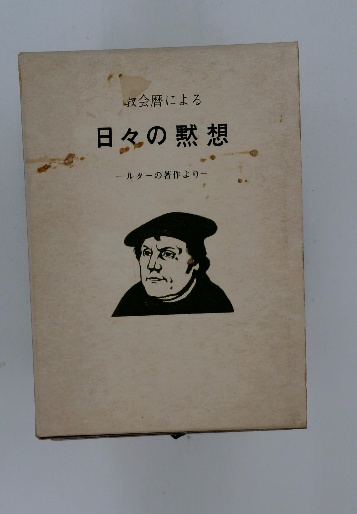 教会暦による
日々の黙想
―ルターの著作より―